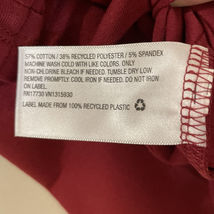 57% COTTON / 38% RECYCLED POLYESTER / 5% SPANDEX
MACHINE WASH COLD WITH LIKE COLORS. ONLY
NON-CHLORINE BLEACH IF NEEDED. TUMBLE DRY LOW.
REMOVE PROMPTLY. COOL IRON IF NEEDED. DO NOT IRON
DECORATION.
RN17730 VN1315930
LABEL MADE FROM 100% RECYCLED PLASTIC